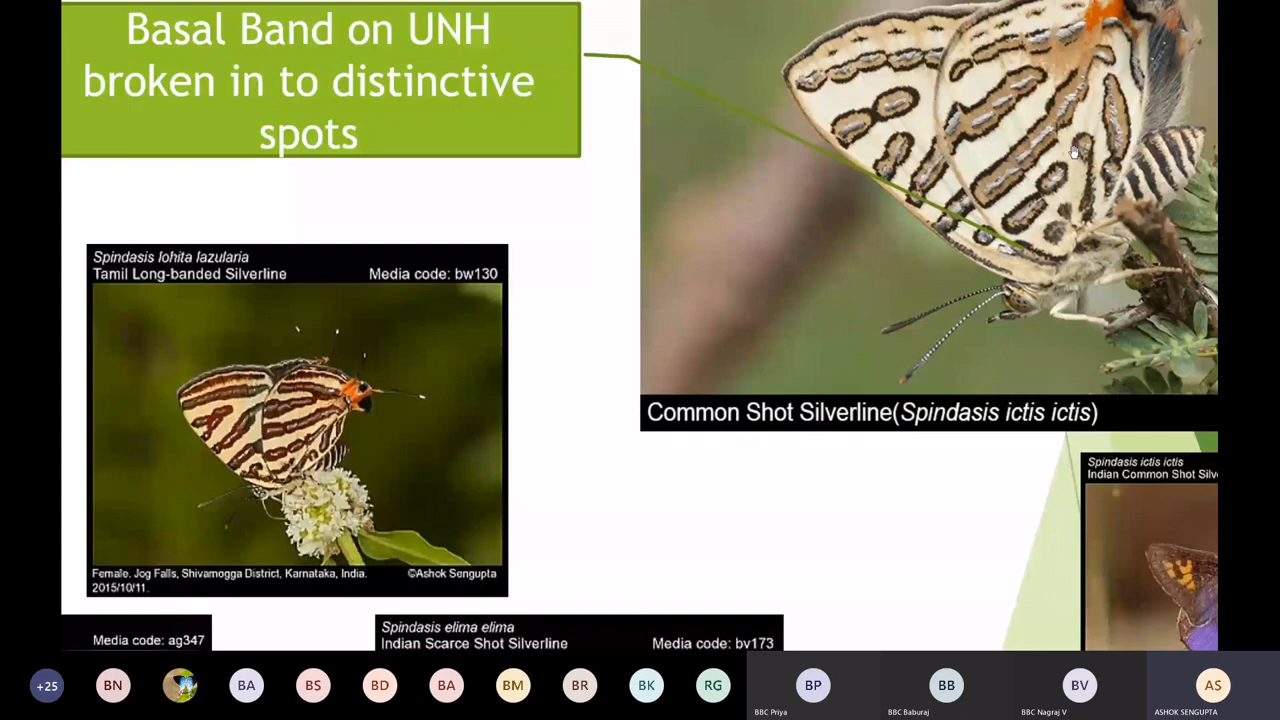 Basal Band on UNH
broken in to distinctive
spots
Spindasis lohita lazularia
Tamil Long-banded Silverline Media code: bw130
Female. Jog Falls, Shivamogga District, Karnataka, India. ©Ashok Sengupta
2015/10/11.
Common Shot Silverline(Spindasis ictis ictis)
Spindasis ictis ictis
Indian Common Shot Silv
Media code: ag347
Spindasis elima elima
Indian Scarce Shot Silverline Media code: bv173
+25 BN BA BS BD BA BM BR BK RG BP BB BV AS
BBC Priya BBC Baburaj BBC Nagraj V ASHOK SENGUPTA